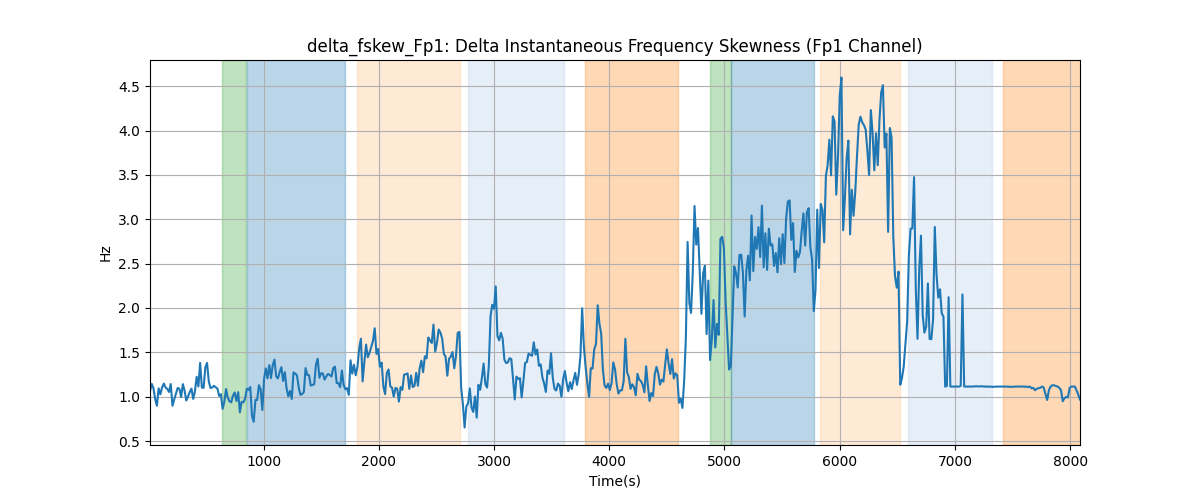 delta_fskew_Fp1: Delta Instantaneous Frequency Skewness (Fp1 Channel)
4.5
4.0
3.5
3.0
2.5
2.0
1.5
1.0
0.5
Hz
1000 2000 3000 4000 5000 6000 7000 8000
Time(s)